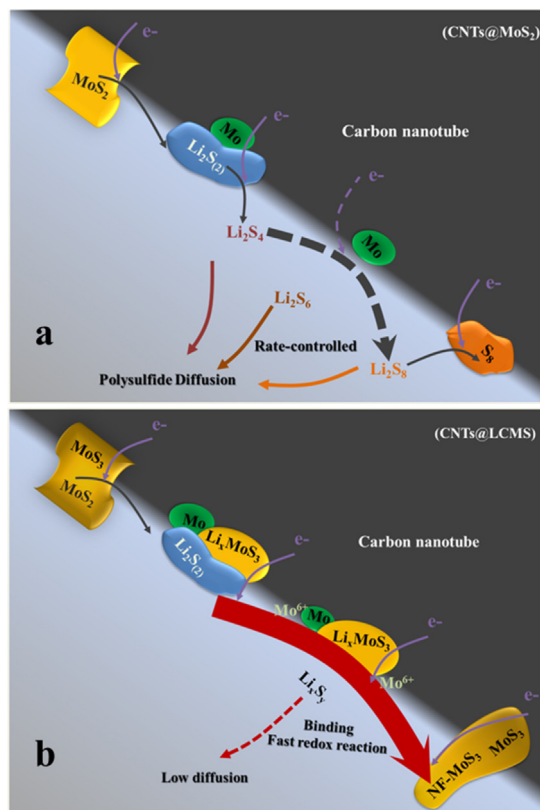 (CNTs@MoS₂)
e-
MoS₂
Mo
e-
Carbon nanotube
Li₂S₍₂₎
e-
Li₂S₄
Mo
e-
Li₂S₆
a
Rate-controlled
S₈
Li₂S₈
Polysulfide Diffusion
(CNTs@LCMS)
e-
MoS₃
MoS₂
Mo
LiₓMoS₃
Carbon nanotube
e-
Li₂S₍₂₎
Mo⁶⁺
Mo
e-
LiₓMoS₃
Mo⁶⁺
LiₓSᵧ
e-
Binding
Fast redox reaction
MoS₃
NF-MoS₃
b
Low diffusion